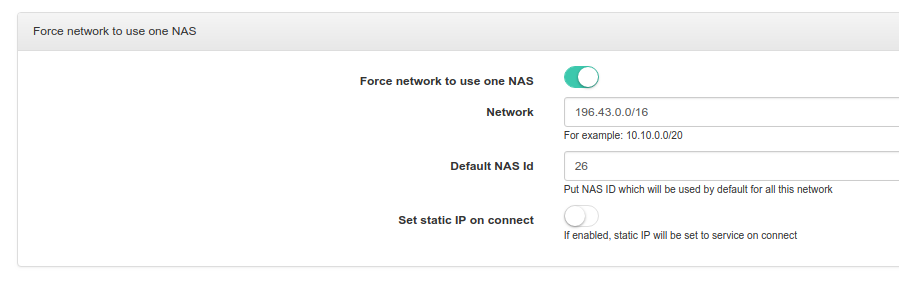 Force network to use one NAS
Force network to use one NAS
Network
196.43.0.0/16
For example: 10.10.0.0/20
Default NAS Id
26
Put NAS ID which will be used by default for all this network
Set static IP on connect
If enabled, static IP will be set to service on connect